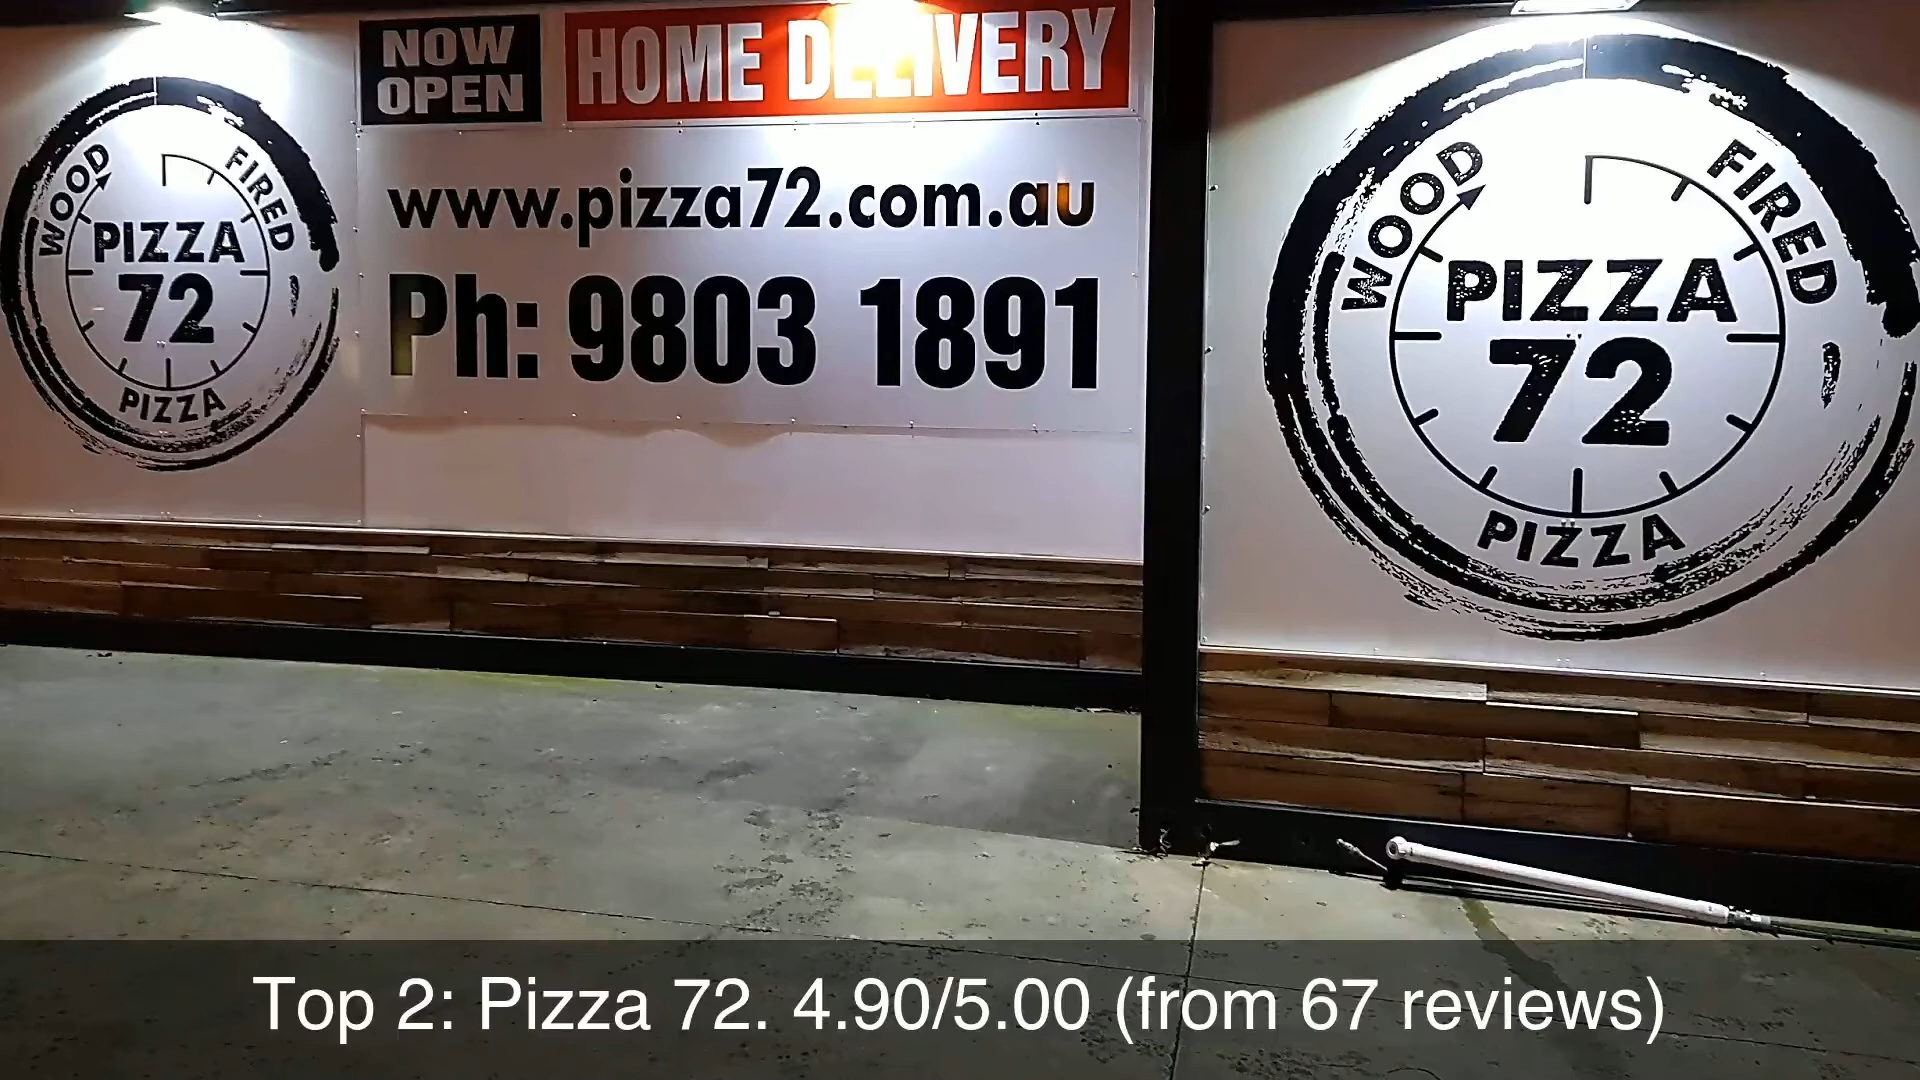 NOW
OPEN
HOME DELIVERY
www.pizza72.com.au
Ph: 9803 1891
WOOD FIRED
PIZZA
72
PIZZA
WOOD FIRED
PIZZA
72
PIZZA
Top 2: Pizza 72. 4.90/5.00 (from 67 reviews)